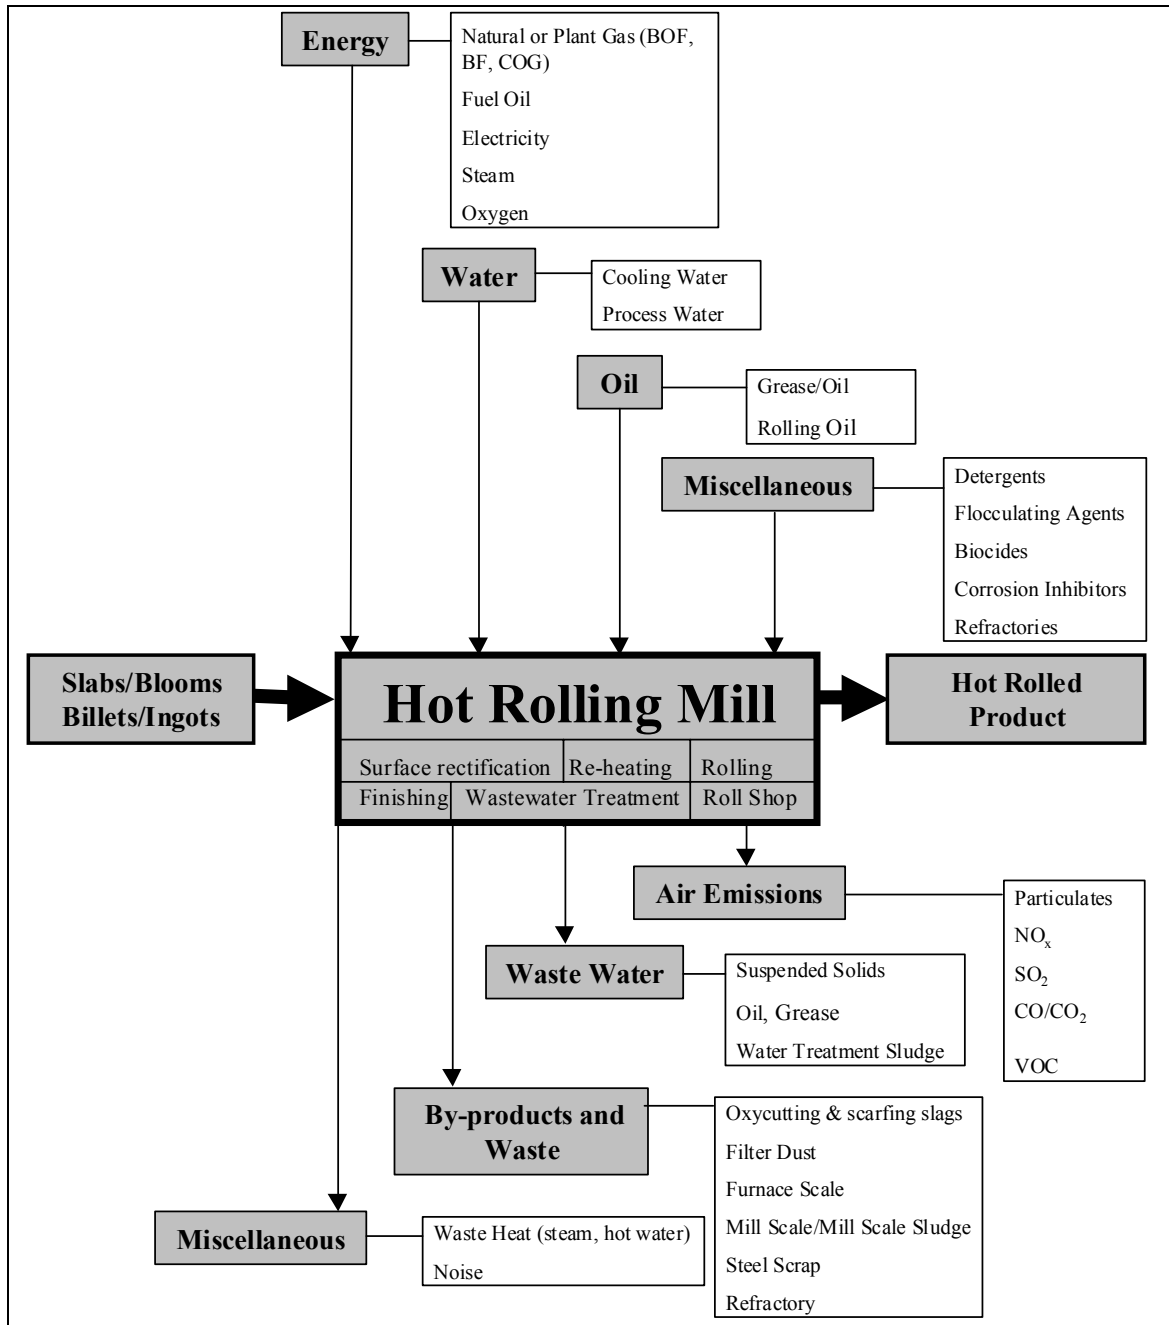 Energy
Natural or Plant Gas (BOF,
BF, COG)
Fuel Oil
Electricity
Steam
Oxygen
Water
Cooling Water
Process Water
Oil
Grease/Oil
Rolling Oil
Miscellaneous
Detergents
Flocculating Agents
Biocides
Corrosion Inhibitors
Refractories
Slabs/Blooms
Billets/Ingots
Hot Rolling Mill
Surface rectification Re-heating Rolling
Finishing Wastewater Treatment Roll Shop
Hot Rolled
Product
Air Emissions
Particulates
NOx
SO2
CO/CO2
VOC
Waste Water
Suspended Solids
Oil, Grease
Water Treatment Sludge
By-products and
Waste
Oxycutting & scarfing slags
Filter Dust
Furnace Scale
Mill Scale/Mill Scale Sludge
Steel Scrap
Refractory
Miscellaneous
Waste Heat (steam, hot water)
Noise